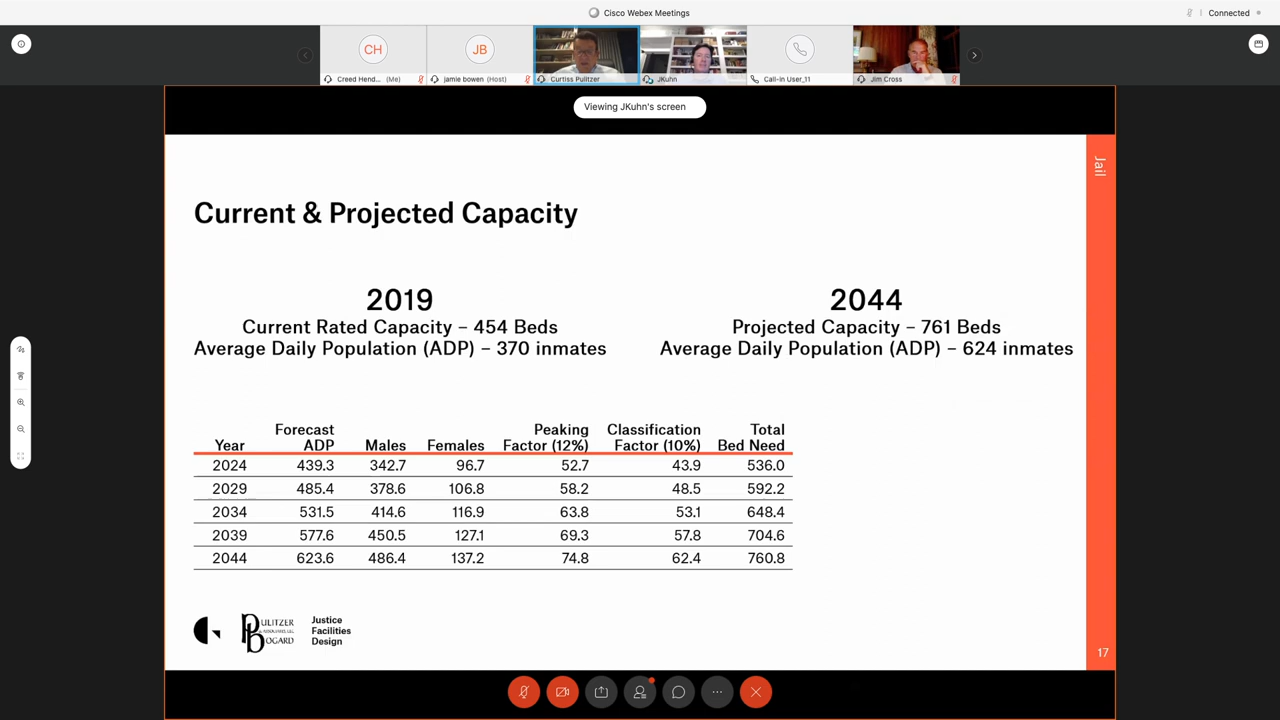 Cisco Webex Meetings
Connected
CH
JB
Creed Hend... (Me)
jamie bowen (Host)
Curtiss Pulitzer
JKuhn
Call-in User_11
Jim Cross
Viewing JKuhn's screen
Jail
Current & Projected Capacity
2019
Current Rated Capacity – 454 Beds
Average Daily Population (ADP) – 370 inmates
2044
Projected Capacity – 761 Beds
Average Daily Population (ADP) – 624 inmates
Forecast Peaking Classification Total
Year ADP Males Females Factor (12%) Factor (10%) Bed Need
2024 439.3 342.7 96.7 52.7 43.9 536.0
2029 485.4 378.6 106.8 58.2 48.5 592.2
2034 531.5 414.6 116.9 63.8 53.1 648.4
2039 577.6 450.5 127.1 69.3 57.8 704.6
2044 623.6 486.4 137.2 74.8 62.4 760.8
PULITZER
BOGARD
Justice
Facilities
Design
17